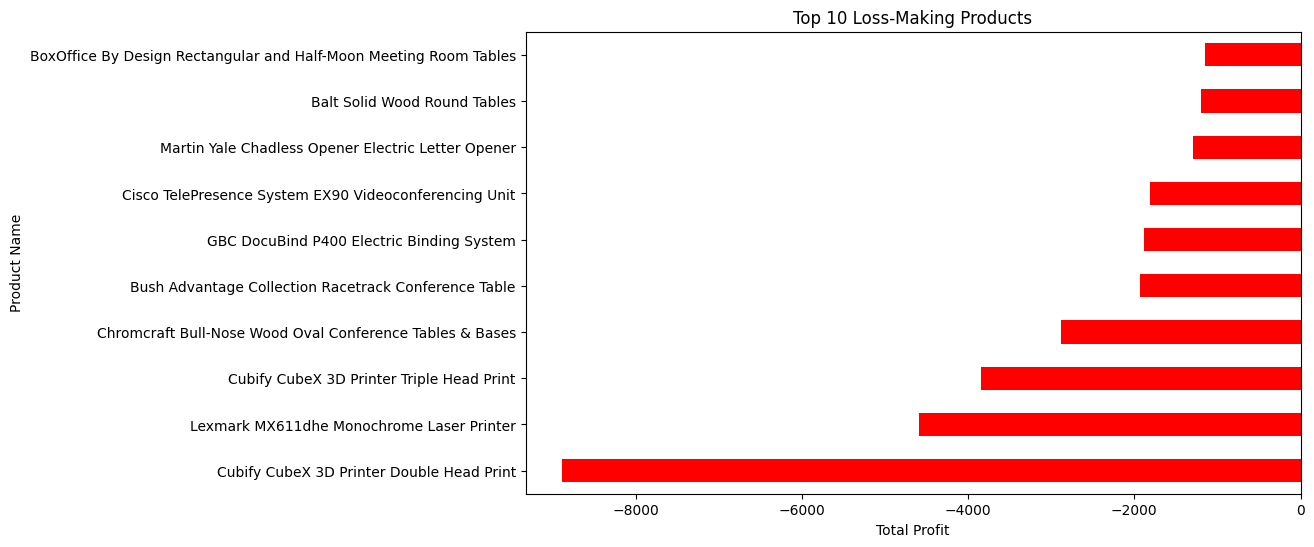 Top 10 Loss-Making Products
BoxOffice By Design Rectangular and Half-Moon Meeting Room Tables
Balt Solid Wood Round Tables
Martin Yale Chadless Opener Electric Letter Opener
Cisco TelePresence System EX90 Videoconferencing Unit
GBC DocuBind P400 Electric Binding System
Bush Advantage Collection Racetrack Conference Table
Chromcraft Bull-Nose Wood Oval Conference Tables & Bases
Cubify CubeX 3D Printer Triple Head Print
Lexmark MX611dhe Monochrome Laser Printer
Cubify CubeX 3D Printer Double Head Print
Product Name
−8000 −6000 −4000 −2000 0
Total Profit